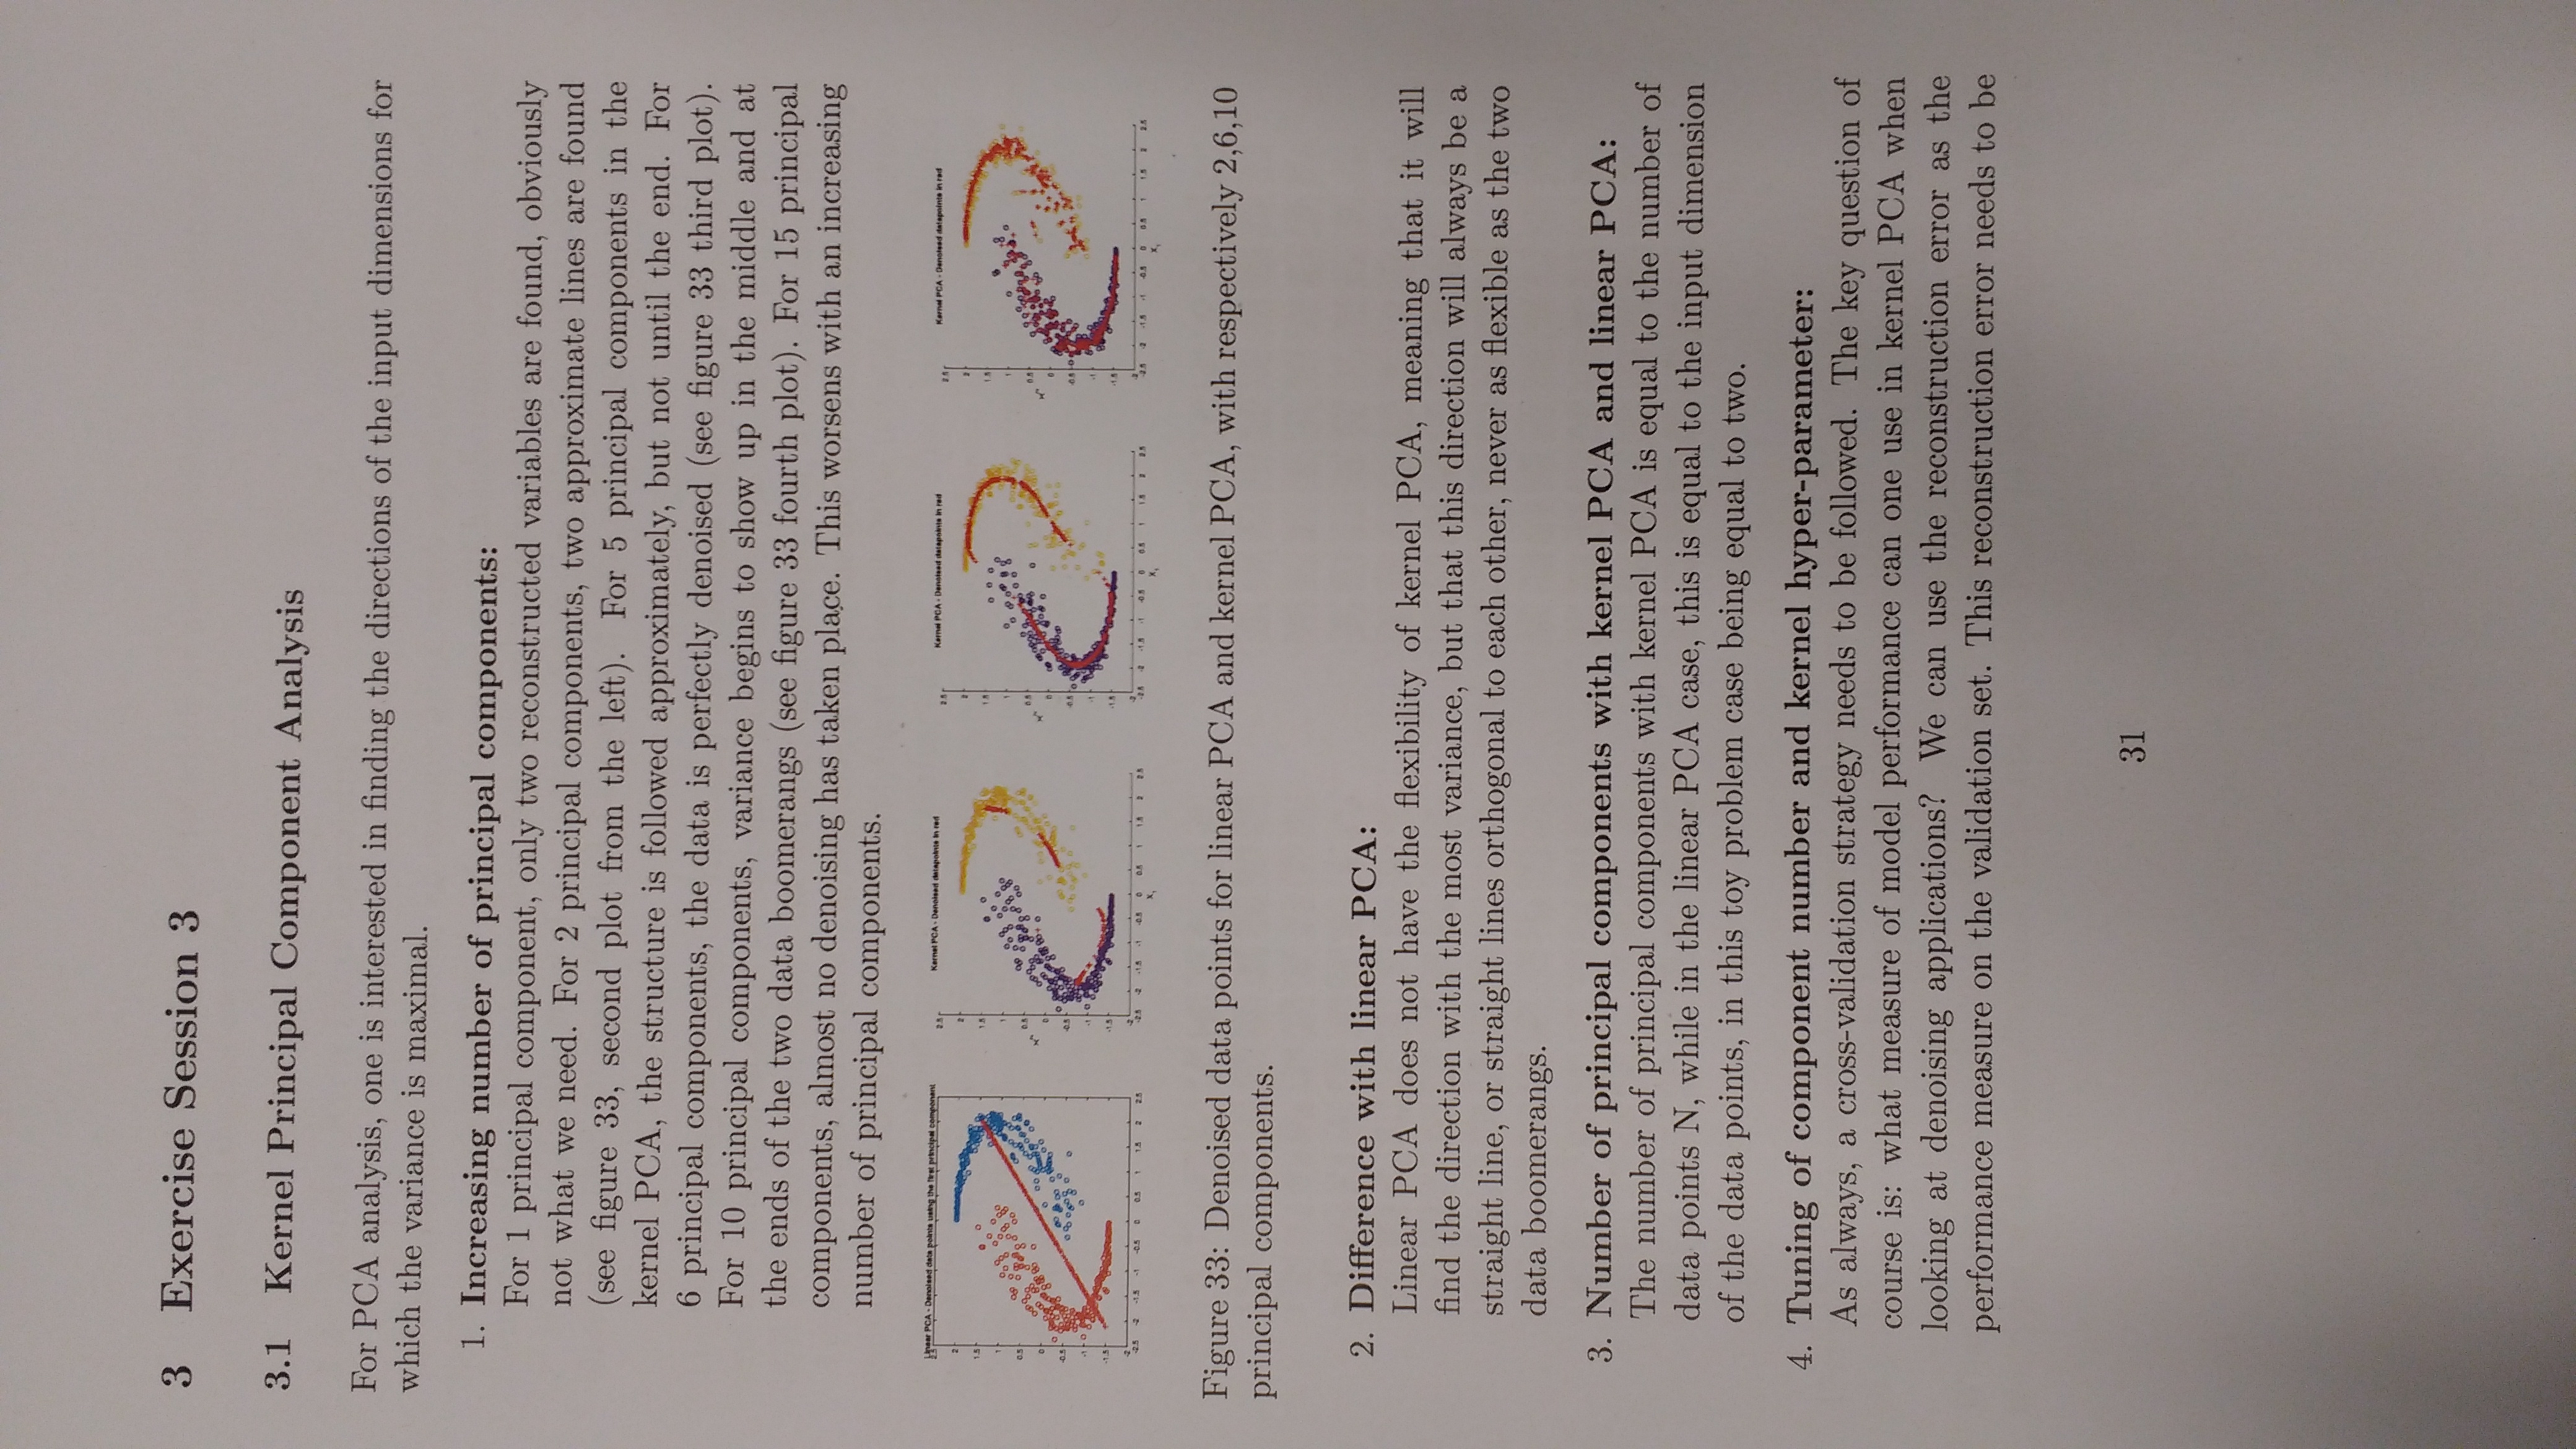 3 Exercise Session 3
3.1 Kernel Principal Component Analysis
For PCA analysis, one is interested in finding the directions of the input dimensions for
which the variance is maximal.
1. Increasing number of principal components:
For 1 principal component, only two reconstructed variables are found, obviously
not what we need. For 2 principal components, two approximate lines are found
(see figure 33, second plot from the left). For 5 principal components in the
kernel PCA, the structure is followed approximately, but not until the end. For
6 principal components, the data is perfectly denoised (see figure 33 third plot).
For 10 principal components, variance begins to show up in the middle and at
the ends of the two data boomerangs (see figure 33 fourth plot). For 15 principal
components, almost no denoising has taken place. This worsens with an increasing
number of principal components.
Linear PCA - Denoised data points using the first principal component
Kernel PCA - Denoised datapoints in red
Kernel PCA - Denoised datapoints in red
Kernel PCA - Denoised datapoints in red
Figure 33: Denoised data points for linear PCA and kernel PCA, with respectively 2,6,10
principal components.
2. Difference with linear PCA:
Linear PCA does not have the flexibility of kernel PCA, meaning that it will
find the direction with the most variance, but that this direction will always be a
straight line, or straight lines orthogonal to each other, never as flexible as the two
data boomerangs.
3. Number of principal components with kernel PCA and linear PCA:
The number of principal components with kernel PCA is equal to the number of
data points N, while in the linear PCA case, this is equal to the input dimension
of the data points, in this toy problem case being equal to two.
4. Tuning of component number and kernel hyper-parameter:
As always, a cross-validation strategy needs to be followed. The key question of
course is: what measure of model performance can one use in kernel PCA when
looking at denoising applications? We can use the reconstruction error as the
performance measure on the validation set. This reconstruction error needs to be
31